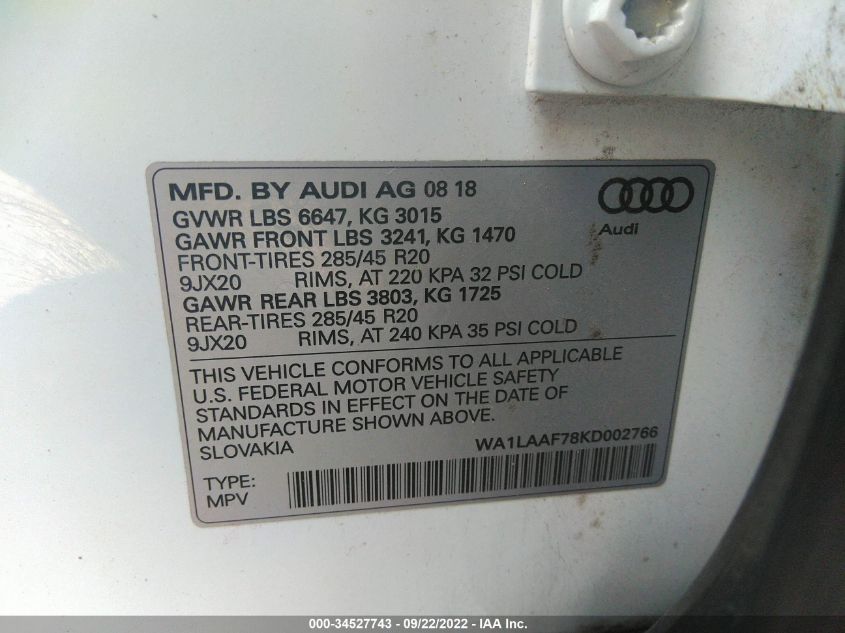 MFD. BY AUDI AG 08 18
Audi
GVWR LBS 6647, KG 3015
GAWR FRONT LBS 3241, KG 1470
FRONT-TIRES 285/45 R20
9JX20 RIMS, AT 220 KPA 32 PSI COLD
GAWR REAR LBS 3803, KG 1725
REAR-TIRES 285/45 R20
9JX20 RIMS, AT 240 KPA 35 PSI COLD
THIS VEHICLE CONFORMS TO ALL APPLICABLE
U.S. FEDERAL MOTOR VEHICLE SAFETY
STANDARDS IN EFFECT ON THE DATE OF
MANUFACTURE SHOWN ABOVE.
SLOVAKIA WA1LAAF78KD002766
TYPE:
MPV
000-34527743 - 09/22/2022 - IAA Inc.